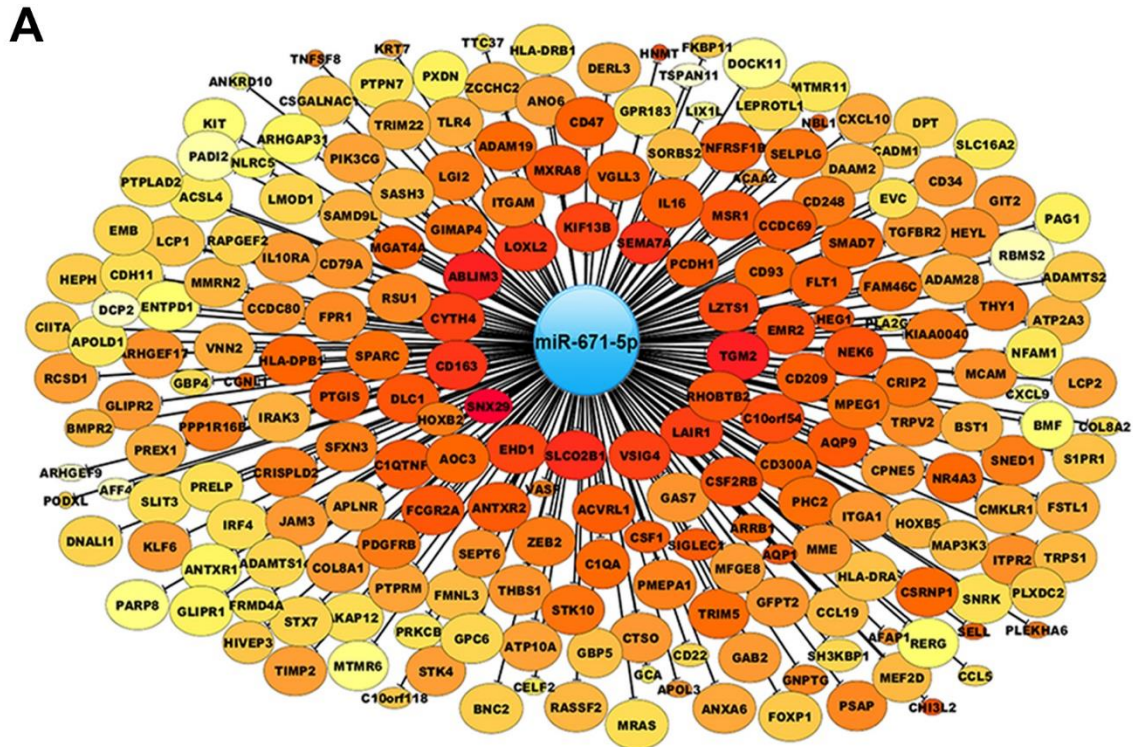 A
TTC37
HLA-DRB1
KRT7
TNFSF8
HNMT
FKBP11
DERL3
TSPAN11
DOCK11
ANKRD10
PTPN7
PXDN
ZCCHC2
MTMR11
CSGALNAC
ANO6
GPR183
LIX1L
LEPROTL1
KIT
ARHGAP31
TRIM22
TLR4
CD47
NBL1
CXCL10
DPT
PADI2
NLRC5
PIK3CG
ADAM19
SORBS2
NFRSF1B
SELPLG
CADM1
SLC16A2
PTPLAD2
ACSL4
LMOD1
SASH3
LGI2
MXRA8
VGLL3
ACAA2
DAAM2
CD34
SAMD9L
ITGAM
IL16
CD248
EVC
GIT2
EMB
LCP1
RAPGEF2
GIMAP4
KIF13B
MSR1
CCDC69
TGFBR2
HEYL
PAG1
MGAT4A
LOXL2
SEMA7A
SMAD7
IL10RA
CD79A
RBMS2
HEPH
CDH11
MMRN2
ABLIM3
PCDH1
CD93
FLT1
FAM46C
ADAM28
ADAMTS2
DCP2
ENTPD1
CCDC80
FPR1
RSU1
LZTS1
THY1
CIITA
APOLD1
CYTH4
HEG1
PLA2G
ATP2A3
EMR2
KIAA0040
miR-671-5p
ARHGEF17
VNN2
HLA-DPB1
SPARC
TGM2
NEK6
NFAM1
RCSD1
GBP4
CGNL1
CD163
CD209
CRIP2
MCAM
LCP2
GLIPR2
PTGIS
DLC1
SNX29
RHOBTB2
MPEG1
CXCL9
BMPR2
PPP1R16B
IRAK3
HOXB2
C10orf54
TRPV2
BST1
BMF
COL8A2
PREX1
SFXN3
EHD1
SLCO2B1
VSIG4
LAIR1
AQP9
S1PR1
ARHGEF9
CRISPLD2
C1QTNF
AOC3
CD300A
CPNE5
NR4A3
SNED1
PODXL
AFF4
SLIT3
PRELP
APLNR
VASP
GAS7
CSF2RB
PHC2
IRF4
JAM3
FCGR2A
ANTXR2
ACVRL1
ITGA1
HOXB5
CMKLR1
FSTL1
DNALI1
KLF6
PDGFRB
ZEB2
CSF1
SIGLEC1
ARRB1
MME
MAP3K3
ANTXR1
ADAMTS1
COL8A1
SEPT6
C1QA
AQP1
ITPR2
TRPS1
PTPRM
FMNL3
THBS1
PMEPA1
MFGE8
HLA-DRA
PARP8
GLIPR1
FRMD4A
STX7
AKAP12
STK10
TRIM5
GFPT2
CCL19
CSRNP1
SNRK
PLXDC2
HIVEP3
PRKCB
GPC6
CTSO
AFAP1
SELL
PLEKHA6
TIMP2
MTMR6
STK4
ATP10A
GBP5
CD22
GAB2
SH3KBP1
RERG
C10orf118
CELF2
GCA
APOL3
GNPTG
MEF2D
CCL5
BNC2
RASSF2
MRAS
ANXA6
FOXP1
PSAP
CHI3L2